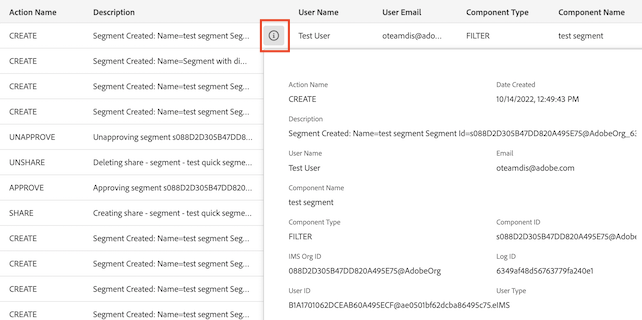 Action Name Description User Name User Email Component Type Component Name
CREATE Segment Created: Name=test segment Seg... Test User oteamdis@ado... FILTER test segment
CREATE Segment Created: Name=Segment with di...
CREATE Segment Created: Name=test segment Seg...
CREATE Segment Created: Name=test segment Seg...
UNAPPROVE Unapproving segment s088D2D305B47DD8...
UNSHARE Deleting share - segment - test quick segme...
APPROVE Approving segment s088D2D305B47DD820...
SHARE Creating share - segment - test quick segme...
CREATE Segment Created: Name=test segment Seg...
CREATE Segment Created: Name=test segment Seg...
CREATE Segment Created: Name=test segment Seg...
CREATE Segment Created: Name=test segment Seg...
Action Name Date Created
CREATE 10/14/2022, 12:49:43 PM
Description
Segment Created: Name=test segment Segment Id=s088D2D305B47DD820A495E75@AdobeOrg_63
User Name Email
Test User oteamdis@adobe.com
Component Name
test segment
Component Type Component ID
FILTER s088D2D305B47DD820A495E75@Adobe
IMS Org ID Log ID
088D2D305B47DD820A495E75@AdobeOrg 6349af48d56763779fa240e1
User ID User Type
B1A1701062DCEAB60A495ECF@ae0501bf62dcba86495c75.eIMS